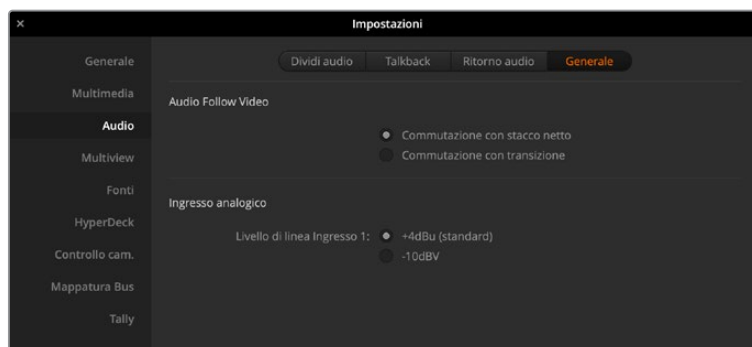 × Impostazioni
Generale
Multimedia
Audio
Multiview
Fonti
HyperDeck
Controllo cam.
Mappatura Bus
Tally
Dividi audio Talkback Ritorno audio Generale
Audio Follow Video
Commutazione con stacco netto
Commutazione con transizione
Ingresso analogico
Livello di linea Ingresso 1: +4dBu (standard)
-10dBV